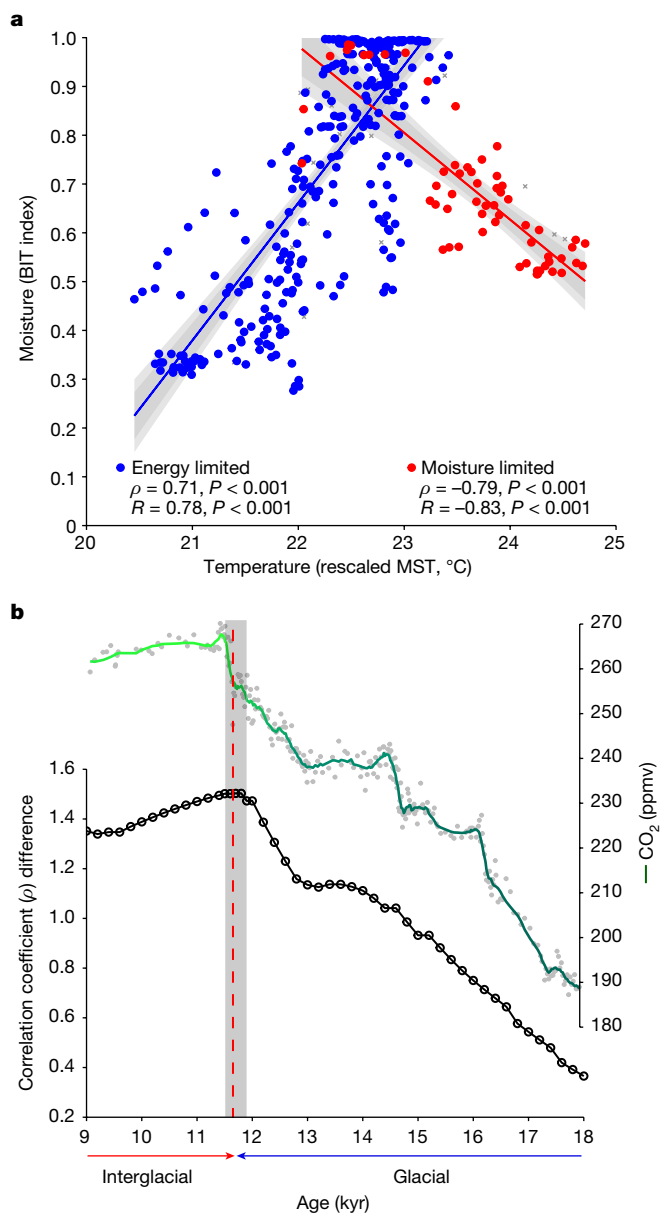 a
1.0
0.9
0.8
0.7
0.6
0.5
0.4
0.3
0.2
0.1
0
Moisture (BIT index)
Energy limited
ρ = 0.71, P < 0.001
R = 0.78, P < 0.001
Moisture limited
ρ = –0.79, P < 0.001
R = –0.83, P < 0.001
20 21 22 23 24 25
Temperature (rescaled MST, °C)
b
270
260
250
240
230
220
210
200
190
180
CO2 (ppmv)
1.6
1.4
1.2
1.0
0.8
0.6
0.4
0.2
Correlation coefficient (ρ) difference
9 10 11 12 13 14 15 16 17 18
Interglacial Glacial
Age (kyr)